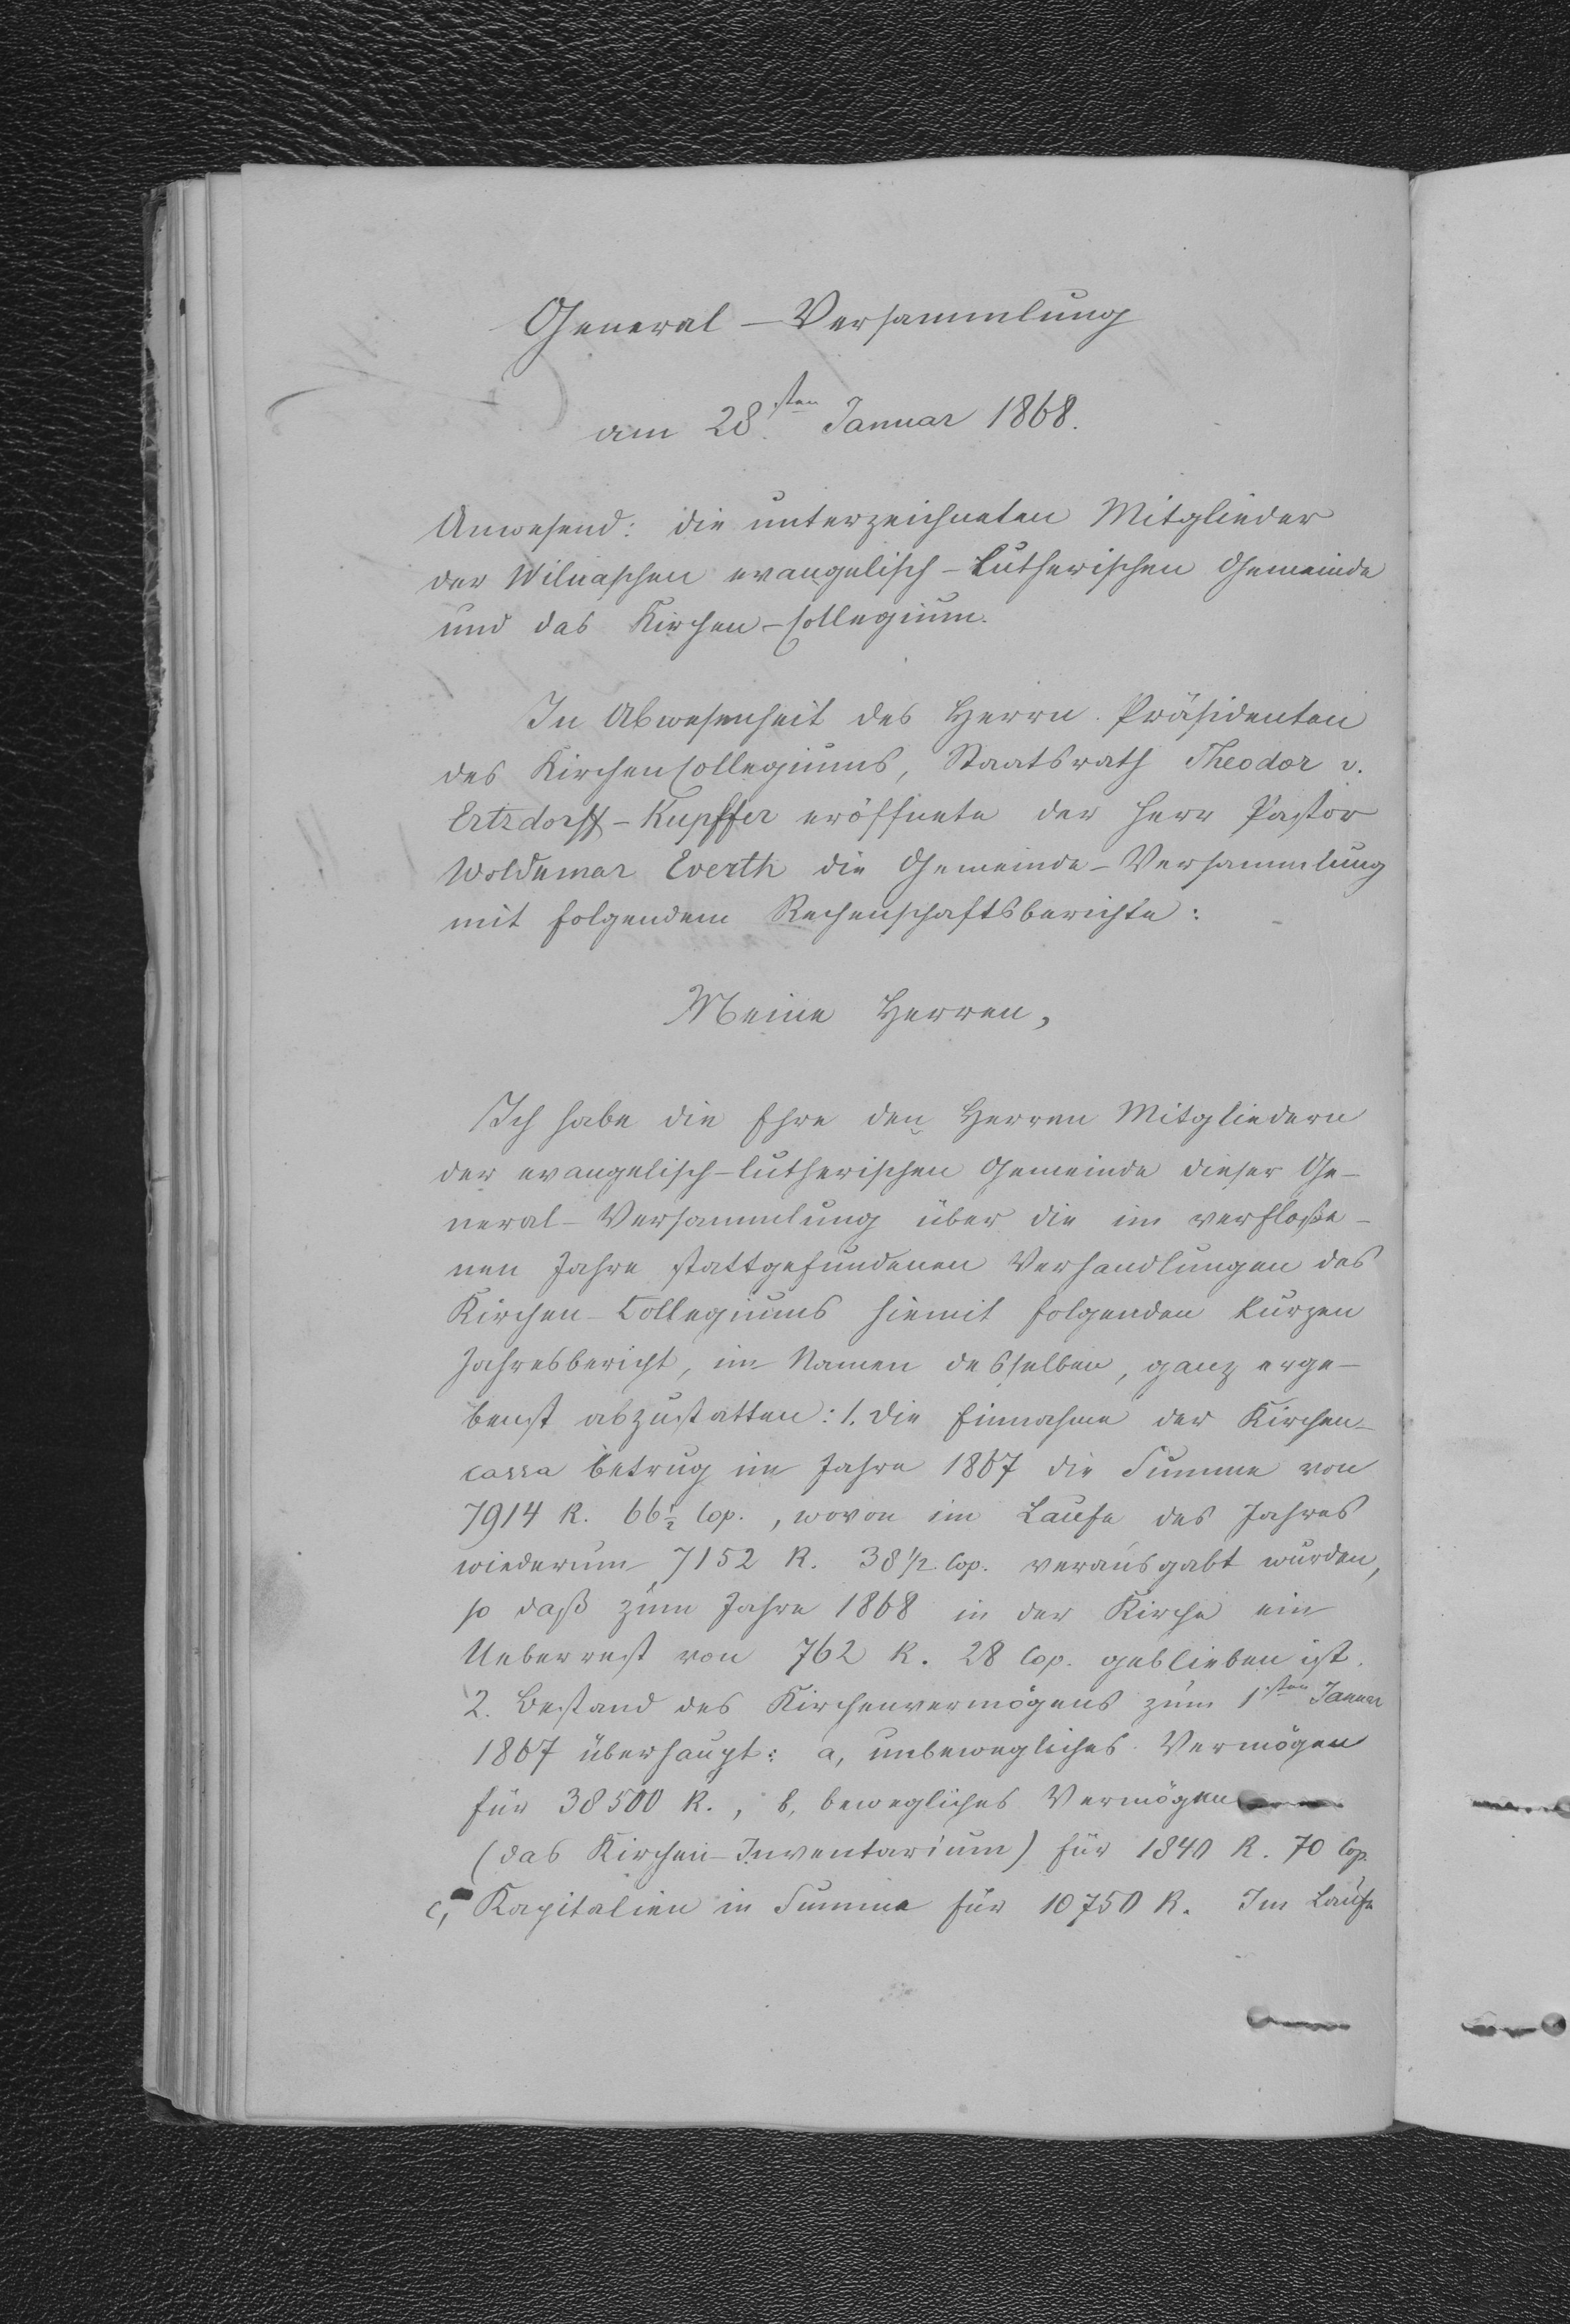 General-Versammlung
am 28.sten Januar 1868.
Anwesend: die unterzeichneten Mitglieder
der Wilnaschen evangelisch-Lutherischen Gemeinde
und das Kirchen-Collegium.
In Abwesenheit des Herrn Präsidenten
des Kirchencollegiums, Staatsrath Theodor v.
Ertzdorff-Kupffer eröffnete der Herr Pastor
Woldemar Everth die Gemeinde-Versammlung
mit folgendem Rechenschaftsberichte:
Meine Herren,
Ich habe die Ehre den Herren Mitgliedern
der evangelisch-lutherischen Gemeinde dieser Ge-
neral-Versammlung über die im verfloße-
nen Jahre stattgefundenen Verhandlungen des
Kirchen-Collegiums hiemit folgenden kurzen
Jahresbericht, im Namen desselben, ganz erge-
benst abzustatten: 1. Die Einnahme der Kirchen-
cassa betrug im Jahre 1867 die Summe von
7914 R. 66 1/2 Cop., wovon im Laufe des Jahres
wiederum 7152 R. 38 1/2 Cop. verausgabt wurden,
so daß zum Jahre 1868 in der Kirche ein
Ueberrest von 762 R. 28 Cop. geblieben ist.
2. Bestand des Kirchenvermögens zum 1sten Januar
1867 überhaupt: a, unbewegliches Vermögen
für 38500 R., b, bewegliches Vermögen
(das Kirchen-Inventarium) für 1840 R. 70 Cop.
c, Kapitalien in Summa für 10750 R. Im Laufe